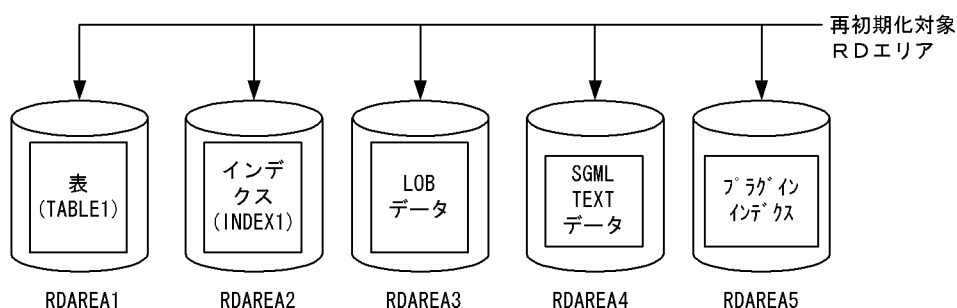 再初期化対象
ＲＤエリア
表
(TABLE1)
インデ
クス
(INDEX1)
LOB
データ
SGML
TEXT
データ
ﾌﾟﾗｸﾞｲﾝ
ｲﾝﾃﾞｸｽ
RDAREA1
RDAREA2
RDAREA3
RDAREA4
RDAREA5